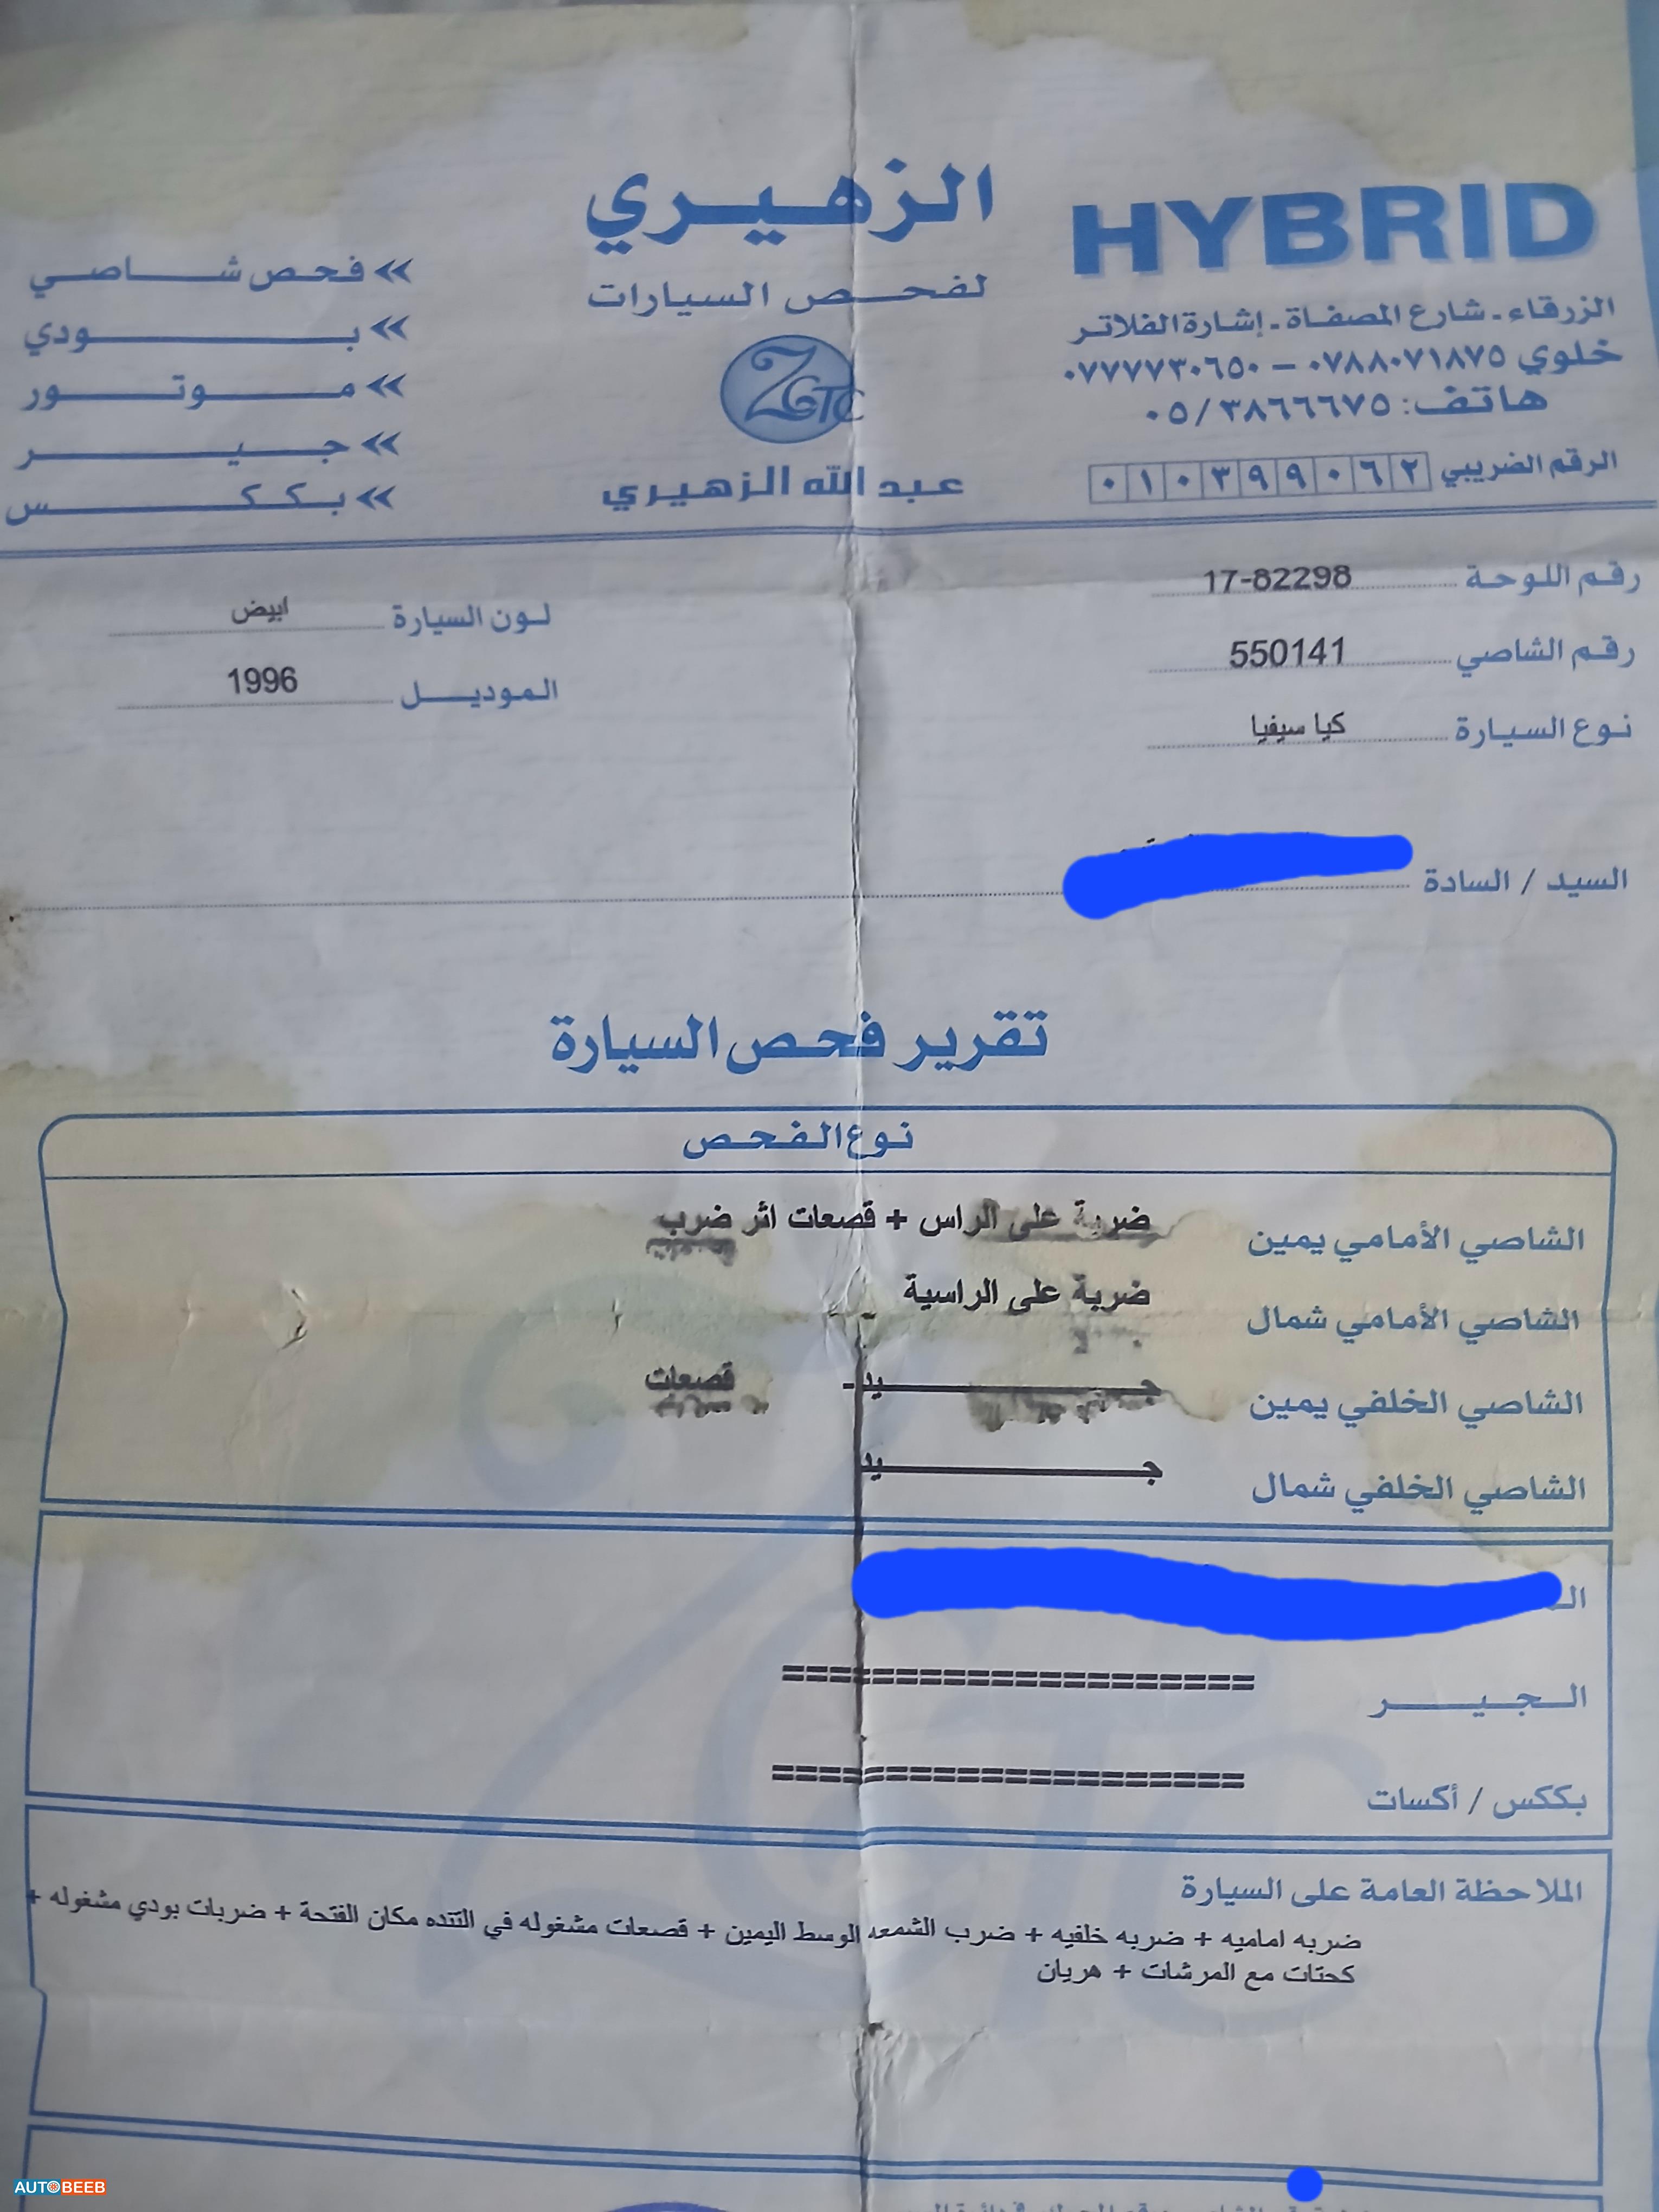 HYBRID
الزرقاء - شارع المصفاة - إشارة الفلاتر
خلوي ٠٧٨٨٠٧١٨٧٥ – ٠٧٧٧٧٣٠٦٥٠
هاتف: ٠٥/٣٨٦٦٦٧٥
الرقم الضريبي ٠١٠٣٩٩٠٦٢
الزهيري
لفحص السيارات
ZCTC
عبد الله الزهيري
» فحص شاصي
» بودي
» موتور
» جير
» بككس
رقم اللوحة 17-82298
رقم الشاصي 550141
نوع السيارة كيا سيفيا
لون السيارة ابيض
الموديل 1996
السيد / السادة
تقرير فحص السيارة
نوع الفحص
الشاصي الأمامي يمين ضربة على الراس + قصعات اثر ضرب
الشاصي الأمامي شمال ضربة على الراسية
الشاصي الخلفي يمين جيد - قصعات
الشاصي الخلفي شمال جيد
الجير ====================
بككس / أكسات ====================
الملاحظة العامة على السيارة
ضربه اماميه + ضربه خلفيه + ضرب الشمعه الوسط اليمين + قصعات مشغوله في التنده مكان الفتحة + ضربات بودي مشغوله +
كحتات مع المرشات + هريان
AUTOBEEB